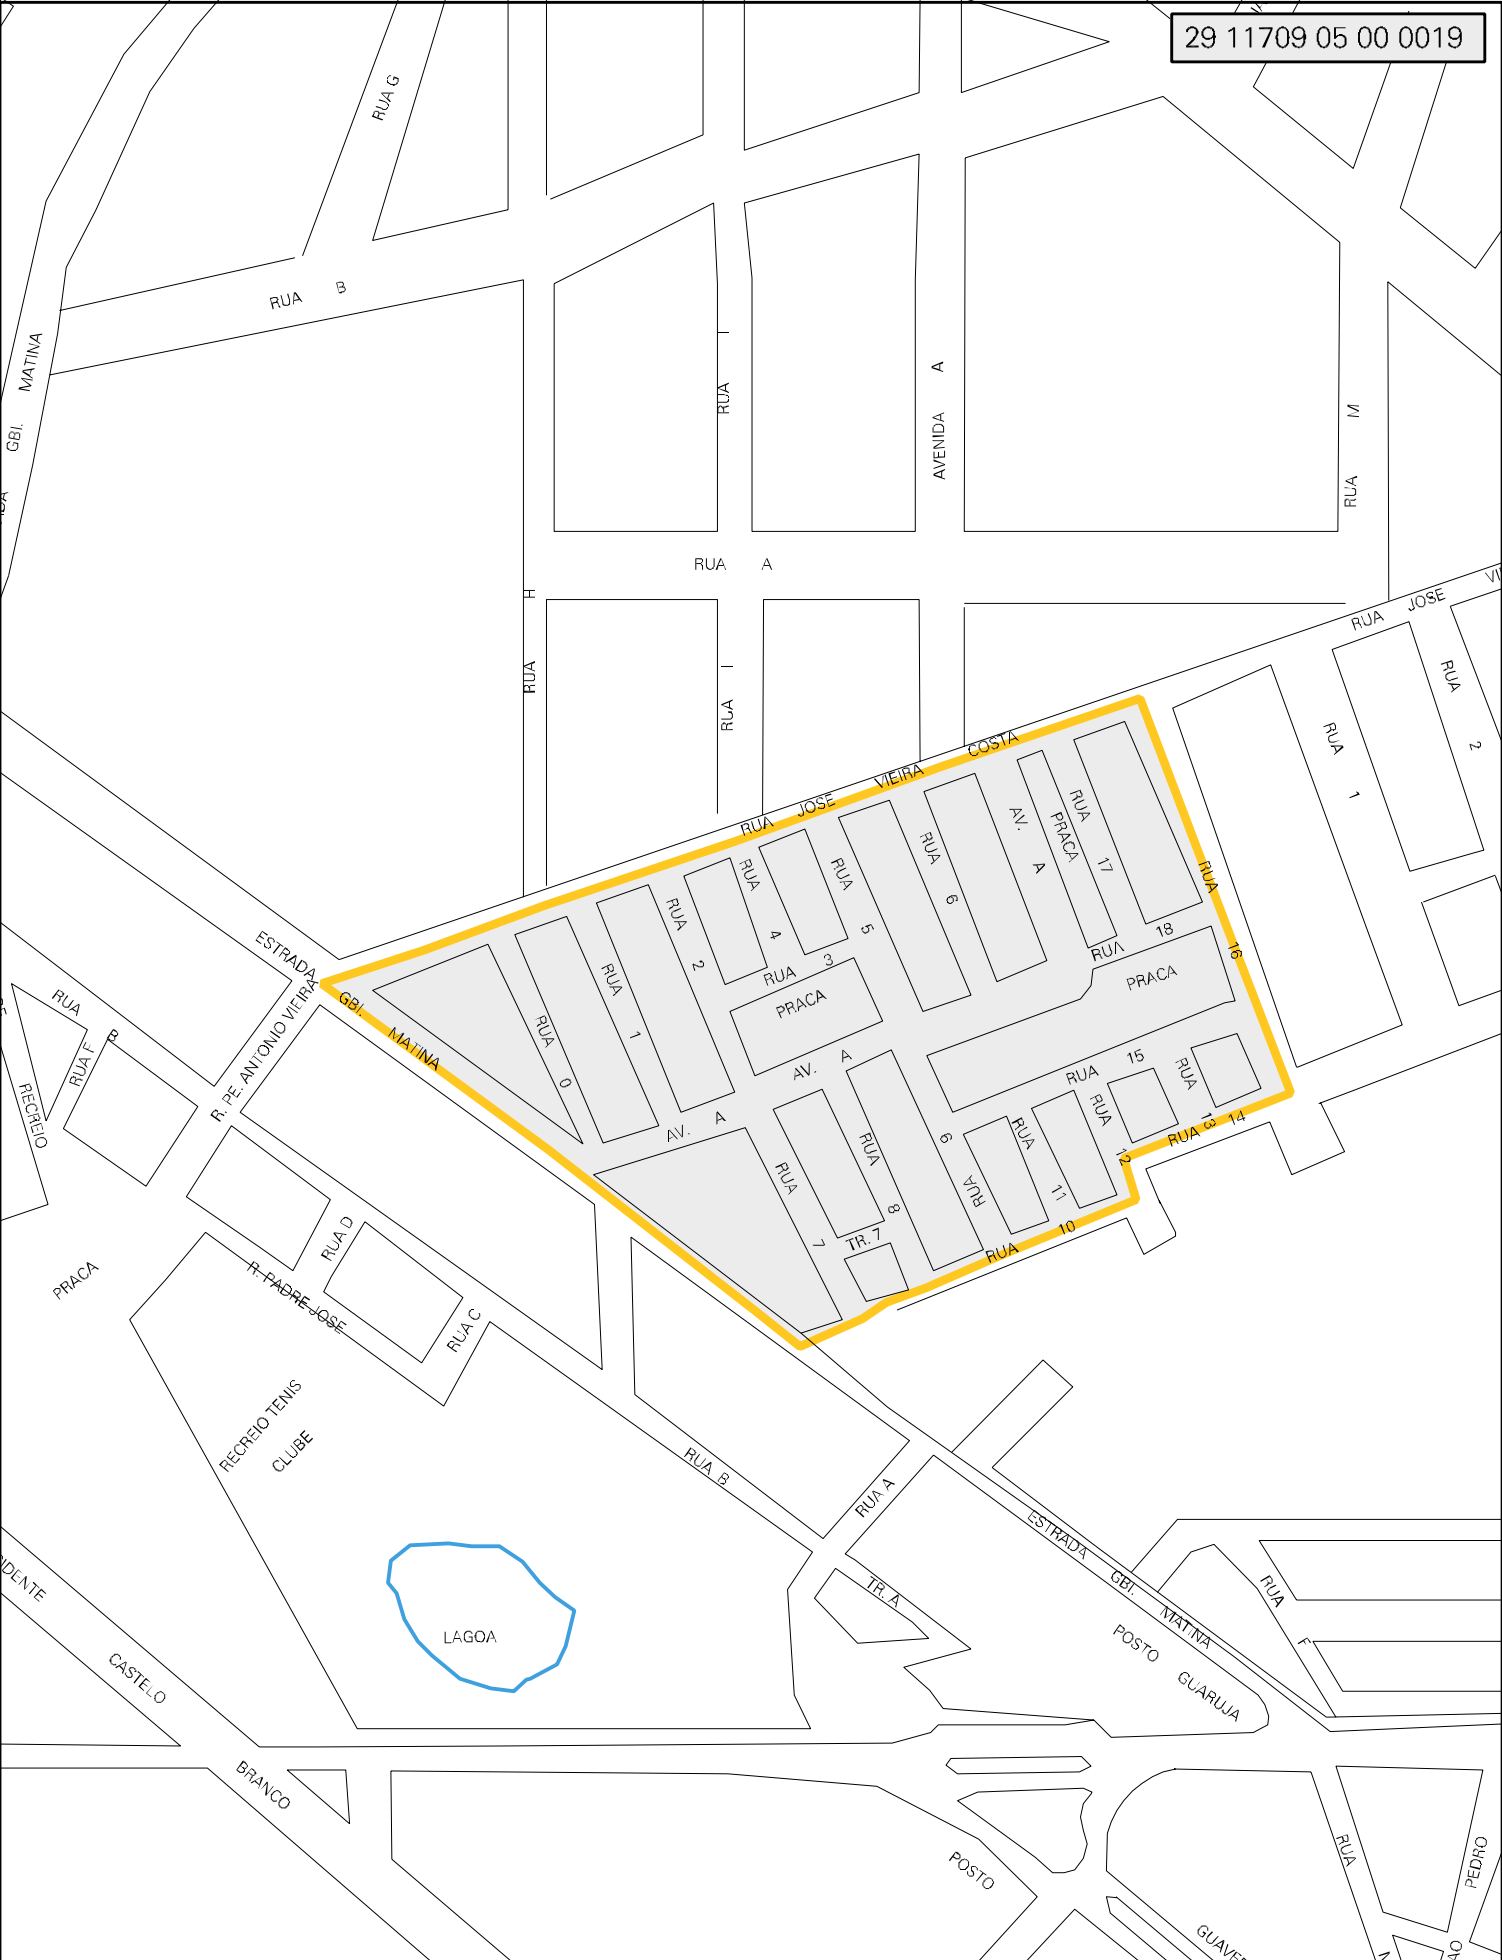 29 11709 05 00 0019
RUA G
RUA B
GBI. MATINA
RUA I
AVENIDA A
RUA M
RUA A
RUA H
RUA I
RUA JOSE
RUA 1
RUA 2
RUA JOSE VIEIRA COSTA
ESTRADA GBI. MATINA
R. PE. ANTONIO VIEIRA
RUA 0
RUA 1
RUA 2
RUA 4
RUA 3
RUA 5
RUA 6
AV. A
PRACA
RUA 17
RUA 18
RUA 16
PRACA
PRACA
AV. A
AV. A
RUA 15
RUA 13
RUA 14
RUA 12
RUA 11
RUA 10
RUA 6
RUA 8
RUA 7
TR. 7
RUA B
RUA F
RECREIO
RUA D
R. PADRE JOSE
RUA C
PRACA
RECREIO TENIS
CLUBE
RUA B
RUA A
TR. A
LAGOA
ESTRADA GBI. MATINA
POSTO GUARUJA
RUA F
CASTELO BRANCO
POSTO
RUA
PEDRO